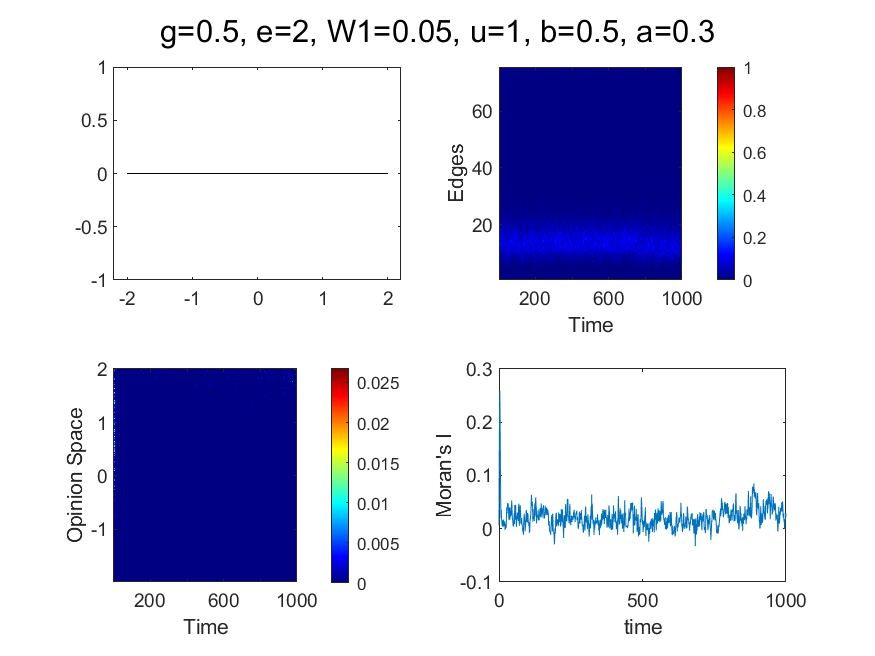 g=0.5, e=2, W1=0.05, u=1, b=0.5, a=0.3
1
0.5
0
-0.5
-1
-2 -1 0 1 2
Edges
60
40
20
200 600 1000
Time
1
0.8
0.6
0.4
0.2
0
Opinion Space
2
1
0
-1
200 600 1000
Time
0.025
0.02
0.015
0.01
0.005
0
Moran's I
0.3
0.2
0.1
0
-0.1
0 500 1000
time